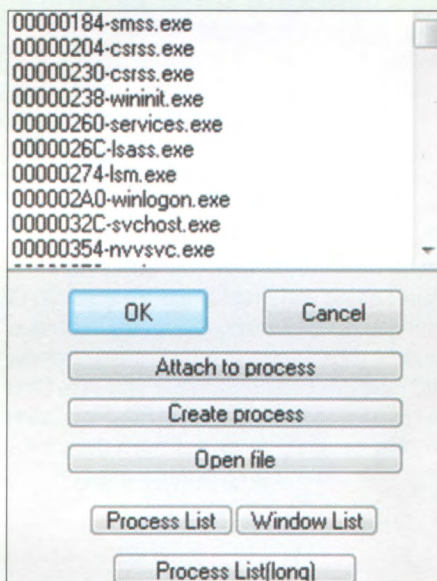 00000184-smss.exe
00000204-csrss.exe
00000230-csrss.exe
00000238-wininit.exe
00000260-services.exe
0000026C-lsass.exe
00000274-lsm.exe
000002A0-winlogon.exe
0000032C-svchost.exe
00000354-nvvsvc.exe
OK Cancel
Attach to process
Create process
Open file
Process List Window List
Process List(long)